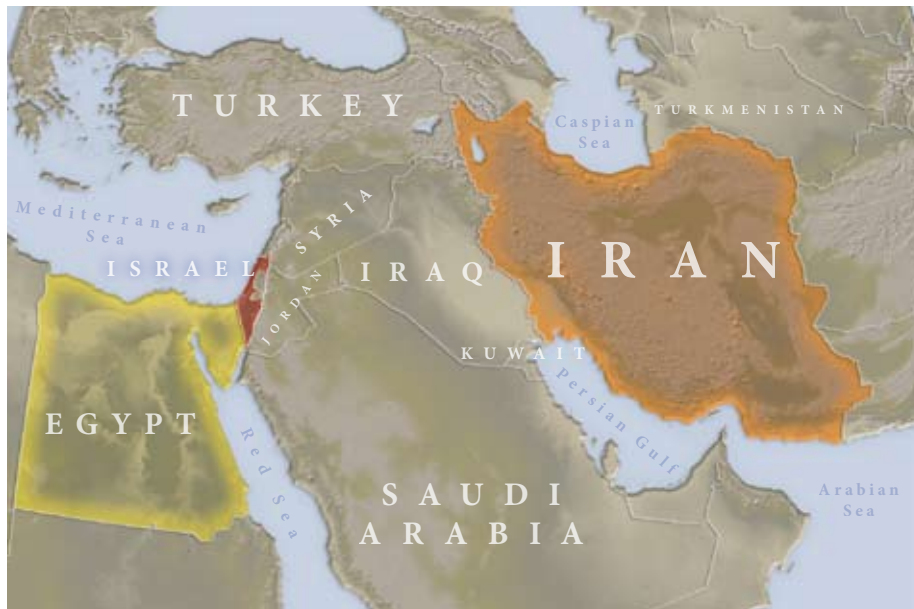 TURKEY
TURKMENISTAN
Caspian
Sea
Mediterranean
Sea
SYRIA
ISRAEL
JORDAN
IRAQ
IRAN
KUWAIT
Persian Gulf
EGYPT
Red Sea
SAUDI
ARABIA
Arabian
Sea